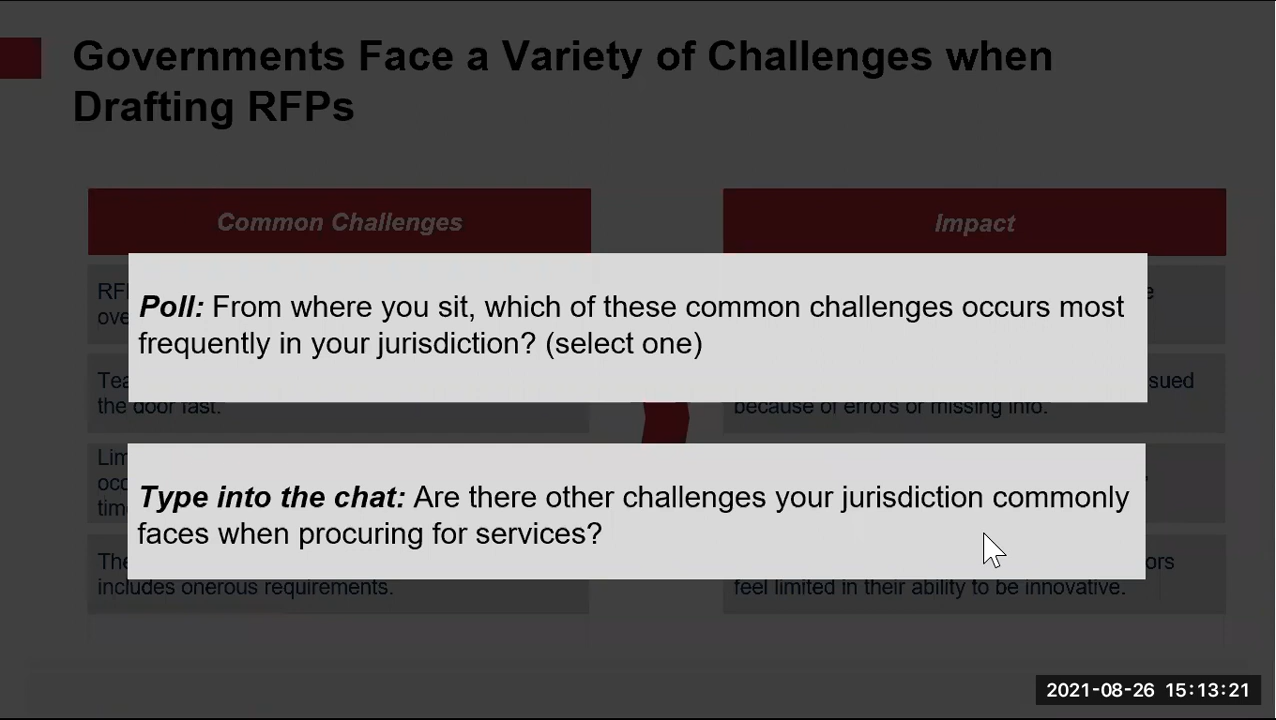 Governments Face a Variety of Challenges when
Drafting RFPs
Common Challenges
Impact
Poll: From where you sit, which of these common challenges occurs most
frequently in your jurisdiction? (select one)
the door fast.
sued
because of errors or missing info.
Type into the chat: Are there other challenges your jurisdiction commonly
faces when procuring for services?
includes onerous requirements.
feel limited in their ability to be innovative.
2021-08-26 15:13:21